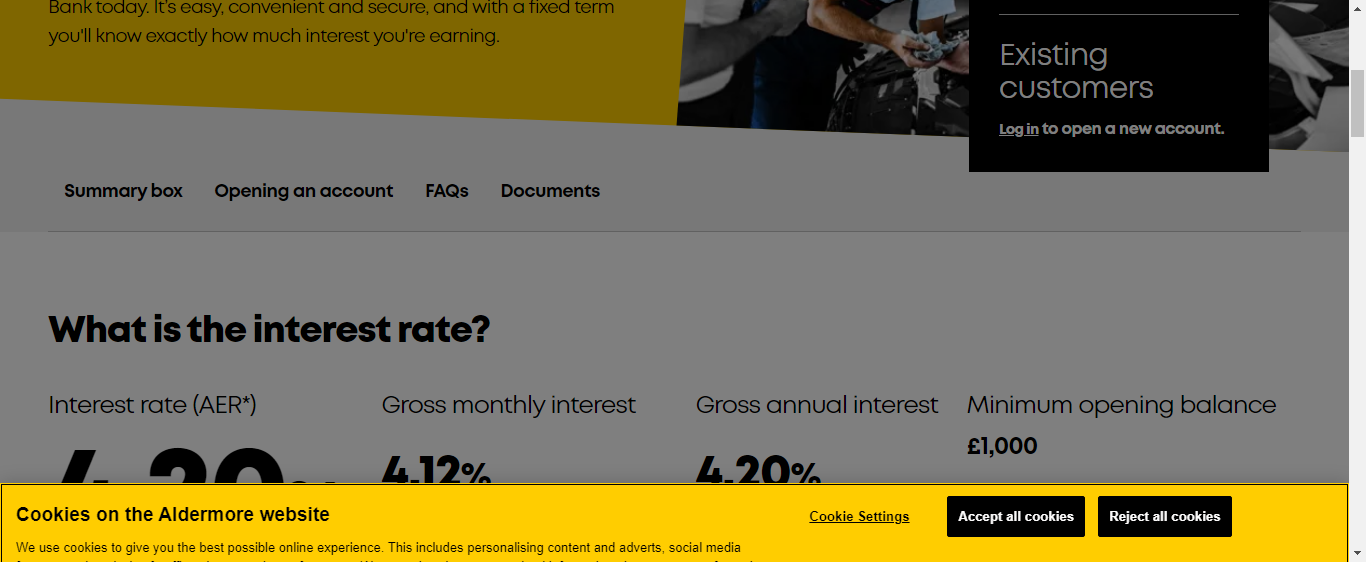 Bank today. It's easy, convenient and secure, and with a fixed term
you'll know exactly how much interest you're earning.
Existing
customers
Log in to open a new account.
Summary box Opening an account FAQs Documents
What is the interest rate?
Interest rate (AER*) Gross monthly interest Gross annual interest Minimum opening balance
4.20% 4.12% 4.20% £1,000
Cookies on the Aldermore website
Cookie Settings Accept all cookies Reject all cookies
We use cookies to give you the best possible online experience. This includes personalising content and adverts, social media